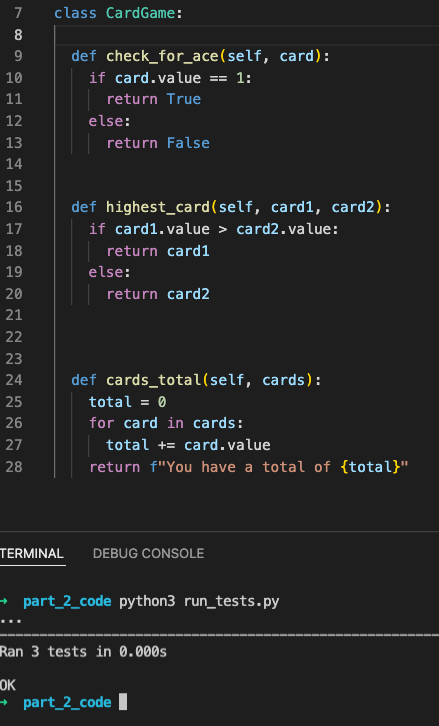 7 class CardGame:
8
9 def check_for_ace(self, card):
10 if card.value == 1:
11 return True
12 else:
13 return False
14
15
16 def highest_card(self, card1, card2):
17 if card1.value > card2.value:
18 return card1
19 else:
20 return card2
21
22
23
24 def cards_total(self, cards):
25 total = 0
26 for card in cards:
27 total += card.value
28 return f"You have a total of {total}"
TERMINAL DEBUG CONSOLE
→ part_2_code python3 run_tests.py
...
Ran 3 tests in 0.000s
OK
→ part_2_code